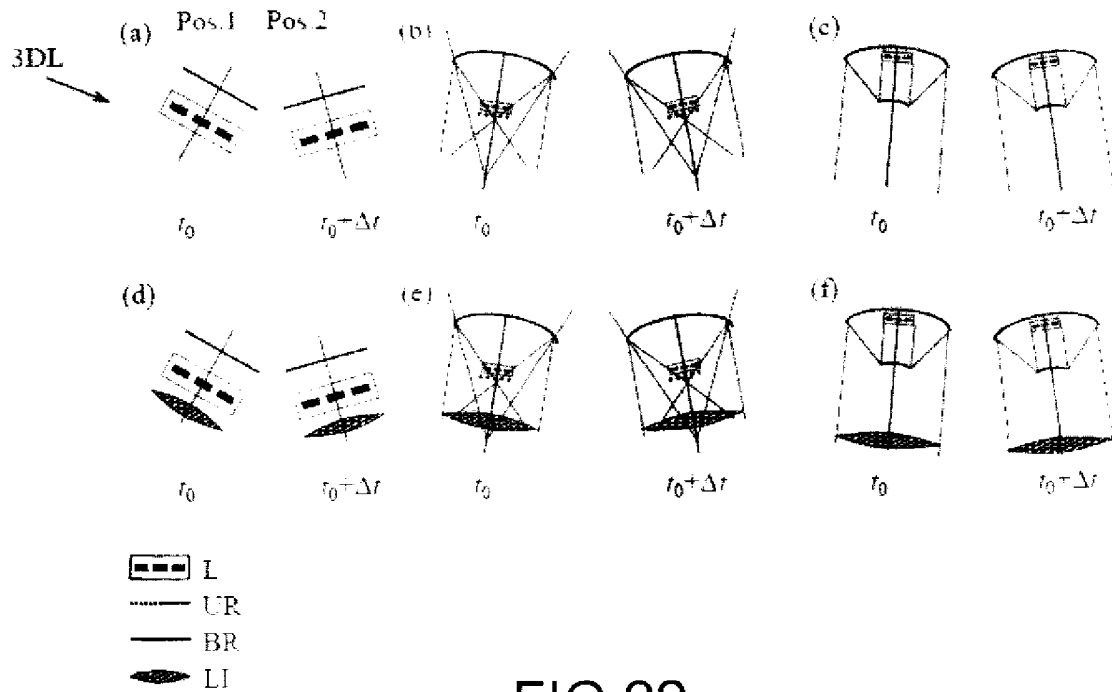 (a) Pos.1 Pos.2 (b) (c)
3DL
t₀ t₀+Δt t₀ t₀+Δt t₀ t₀+Δt
(d) (e) (f)
t₀ t₀+Δt t₀ t₀+Δt t₀ t₀+Δt
L
UR
BR
LI